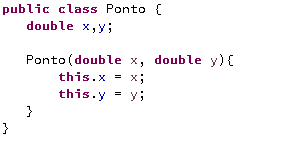 public class Ponto {
   double x,y;

   Ponto(double x, double y){
       this.x = x;
       this.y = y;
   }
}